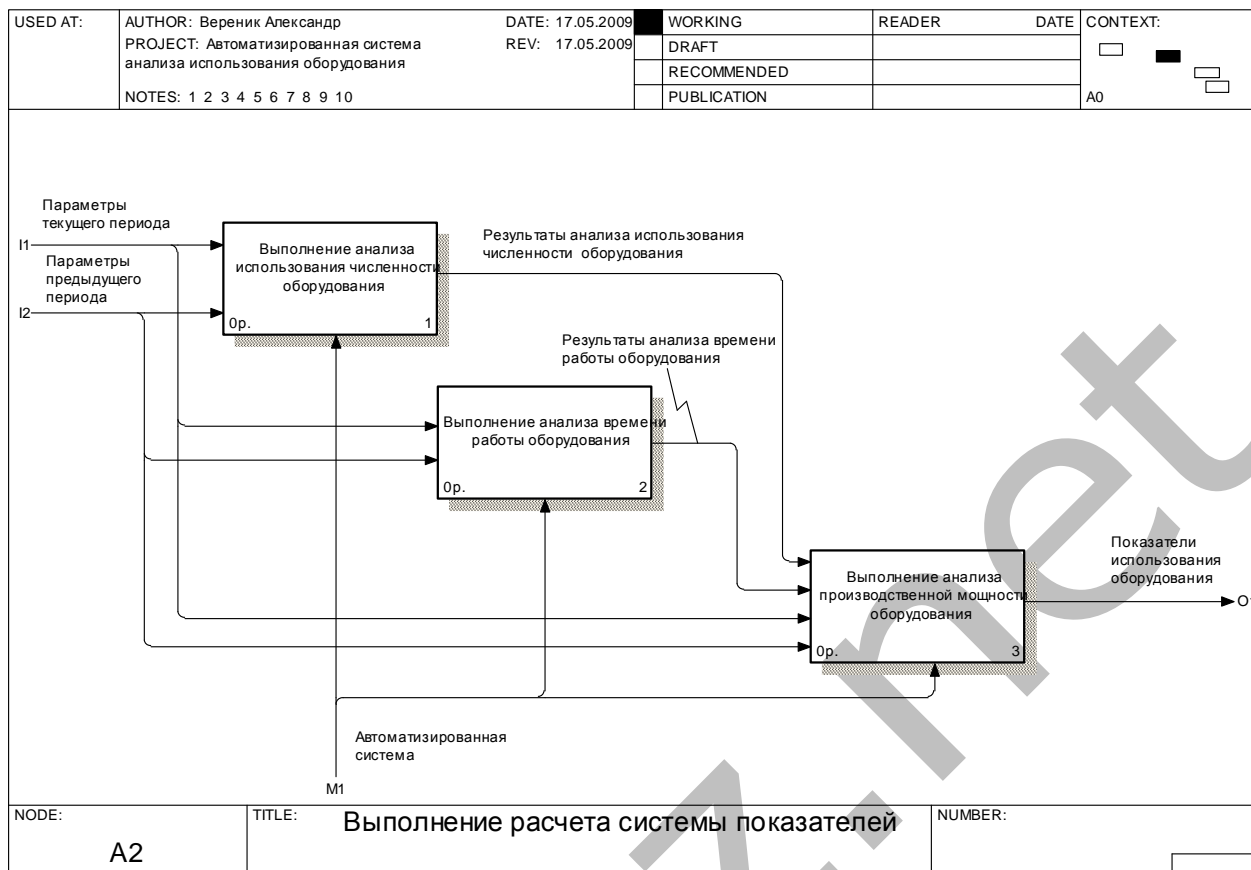 USED AT:
AUTHOR: Вереник Александр
DATE: 17.05.2009
PROJECT: Автоматизированная система
анализа использования оборудования
REV: 17.05.2009
NOTES: 1 2 3 4 5 6 7 8 9 10
WORKING
DRAFT
RECOMMENDED
PUBLICATION
READER
DATE
CONTEXT:
A0
Параметры
текущего периода
I1
Параметры
предыдущего
периода
I2
Выполнение анализа
использования численности
оборудования
0р.
1
Результаты анализа использования
численности оборудования
Результаты анализа времени
работы оборудования
Выполнение анализа времени
работы оборудования
0р.
2
Выполнение анализа
производственной мощности
оборудования
0р.
3
Показатели
использования
оборудования
O1
Автоматизированная
система
M1
NODE:
A2
TITLE:
Выполнение расчета системы показателей
NUMBER:
z.net